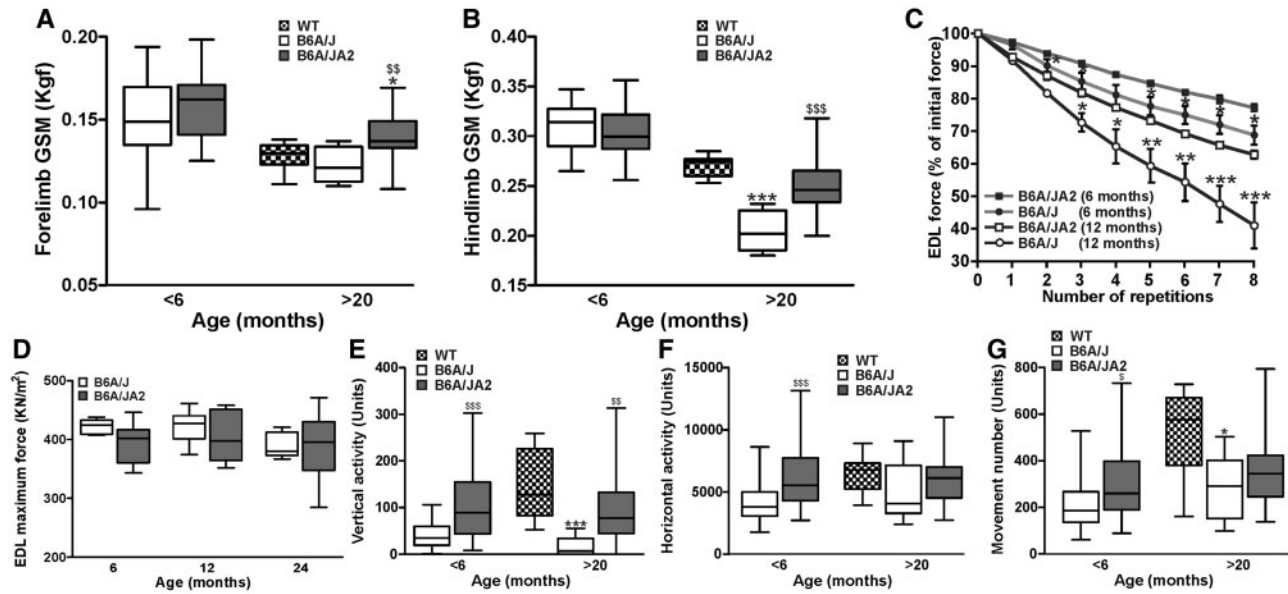 A
Forelimb GSM (Kgf)
0.20
0.15
0.10
0.05
WT
B6A/J
B6A/JA2
$$
*
<6
>20
Age (months)
B
Hindlimb GSM (Kgf)
0.40
0.35
0.30
0.25
0.20
0.15
WT
B6A/J
B6A/JA2
$$$
***
<6
>20
Age (months)
C
EDL force (% of initial force)
100
90
80
70
60
50
40
30
*
*
*
*
*
*
*
*
*
**
**
***
***
B6A/JA2 (6 months)
B6A/J (6 months)
B6A/JA2 (12 months)
B6A/J (12 months)
0 1 2 3 4 5 6 7 8
Number of repetitions
D
EDL maximum force (KN/m²)
500
400
300
200
B6A/J
B6A/JA2
6 12 24
Age (months)
E
Vertical activity (Units)
400
300
200
100
0
WT
B6A/J
B6A/JA2
$$$
$$
***
<6
>20
Age (months)
F
Horizontal activity (Units)
15000
10000
5000
0
WT
B6A/J
B6A/JA2
$$$
<6
>20
Age (months)
G
Movement number (Units)
800
600
400
200
0
WT
B6A/J
B6A/JA2
$
*
<6
>20
Age (months)